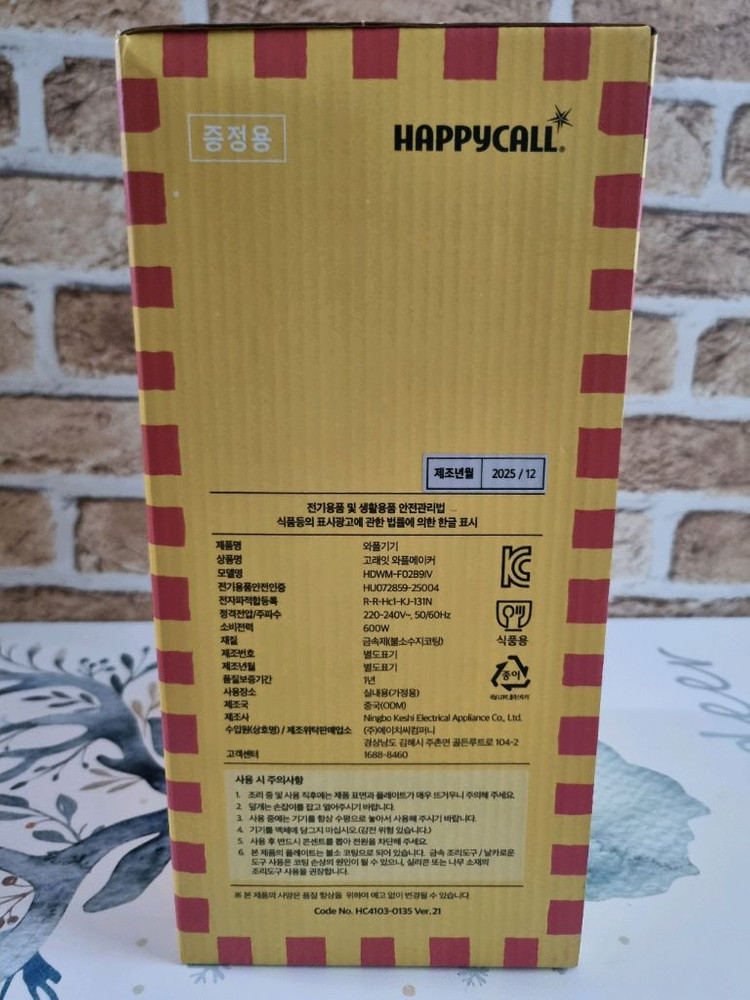 증정용
HAPPYCALL®
제조년월 2025 / 12
전기용품 및 생활용품 안전관리법
식품등의 표시광고에 관한 법률에 의한 한글 표시
제품명 와플기기
상품명 고래잇 와플메이커
모델명 HDWM-F02B9IV
전기용품안전인증 HU072859-25004
전자파적합등록 R-R-Hc1-KJ-131N
정격전압/주파수 220-240V~, 50/60Hz
소비전력 600W
재질 금속제(불소수지코팅)
제조번호 별도표기
제조년월 별도표기
품질보증기간 1년
사용장소 실내용(가정용)
제조국 중국(ODM)
제조사 Ningbo Keshi Electrical Appliance Co., Ltd.
수입원(상호명) / 제조위탁판매업소 (주)에이치씨컴퍼니
경상남도 김해시 주촌면 골든루트로 104-2
고객센터 1688-8460
식품용
종이
사용 시 주의사항
1. 조리 중 및 사용 직후에는 제품 표면과 플레이트가 매우 뜨거우니 주의해 주세요.
2. 덮개는 손잡이를 잡고 열어주시기 바랍니다.
3. 사용 중에는 기기를 항상 수평으로 놓아서 사용해 주시기 바랍니다.
4. 기기를 액체에 담그지 마십시오.(감전 위험 있습니다.)
5. 사용 후 반드시 콘센트를 뽑아 전원을 차단해 주세요.
6. 본 제품의 플레이트는 불소 코팅으로 되어 있습니다. 금속 조리도구 / 날카로운
도구 사용은 코팅 손상의 원인이 될 수 있으니, 실리콘 또는 나무 소재의
조리도구 사용을 권장합니다.
※ 본 제품의 사양은 품질 향상을 위하여 예고 없이 변경될 수 있습니다.
Code No. HC4103-0135 Ver. 21